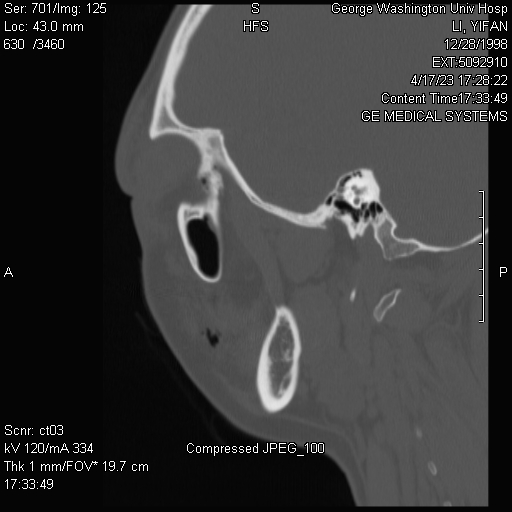 Ser: 701/Img: 125
Loc: 43.0 mm
630 /3460
S
HFS
George Washington Univ Hosp
LI, YIFAN
12/28/1998
EXT:5092910
4/17/23 17:28:22
Content Time17:33:49
GE MEDICAL SYSTEMS
A
P
Scnr: ct03
kV 120/mA 334
Thk 1 mm/FOV* 19.7 cm
17:33:49
Compressed JPEG_100